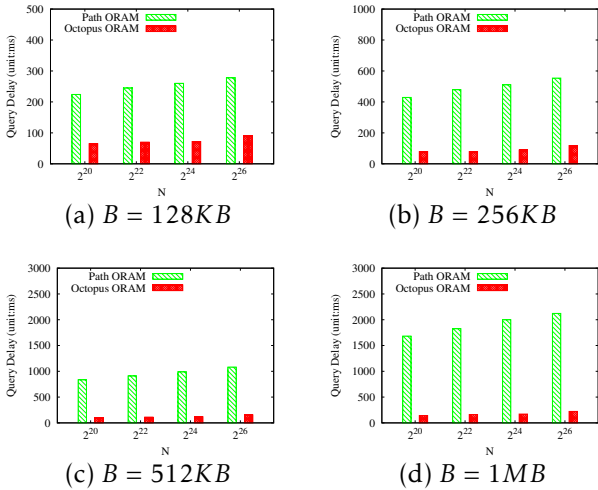 500
400
300
200
100
0
Query Delay (unit:ms)
Path ORAM
Octopus ORAM
2^20 2^22 2^24 2^26
N
(a) B = 128KB
1000
800
600
400
200
0
Query Delay (unit:ms)
Path ORAM
Octopus ORAM
2^20 2^22 2^24 2^26
N
(b) B = 256KB
3000
2500
2000
1500
1000
500
0
Query Delay (unit:ms)
Path ORAM
Octopus ORAM
2^20 2^22 2^24 2^26
N
(c) B = 512KB
3000
2500
2000
1500
1000
500
0
Query Delay (unit:ms)
Path ORAM
Octopus ORAM
2^20 2^22 2^24 2^26
N
(d) B = 1MB